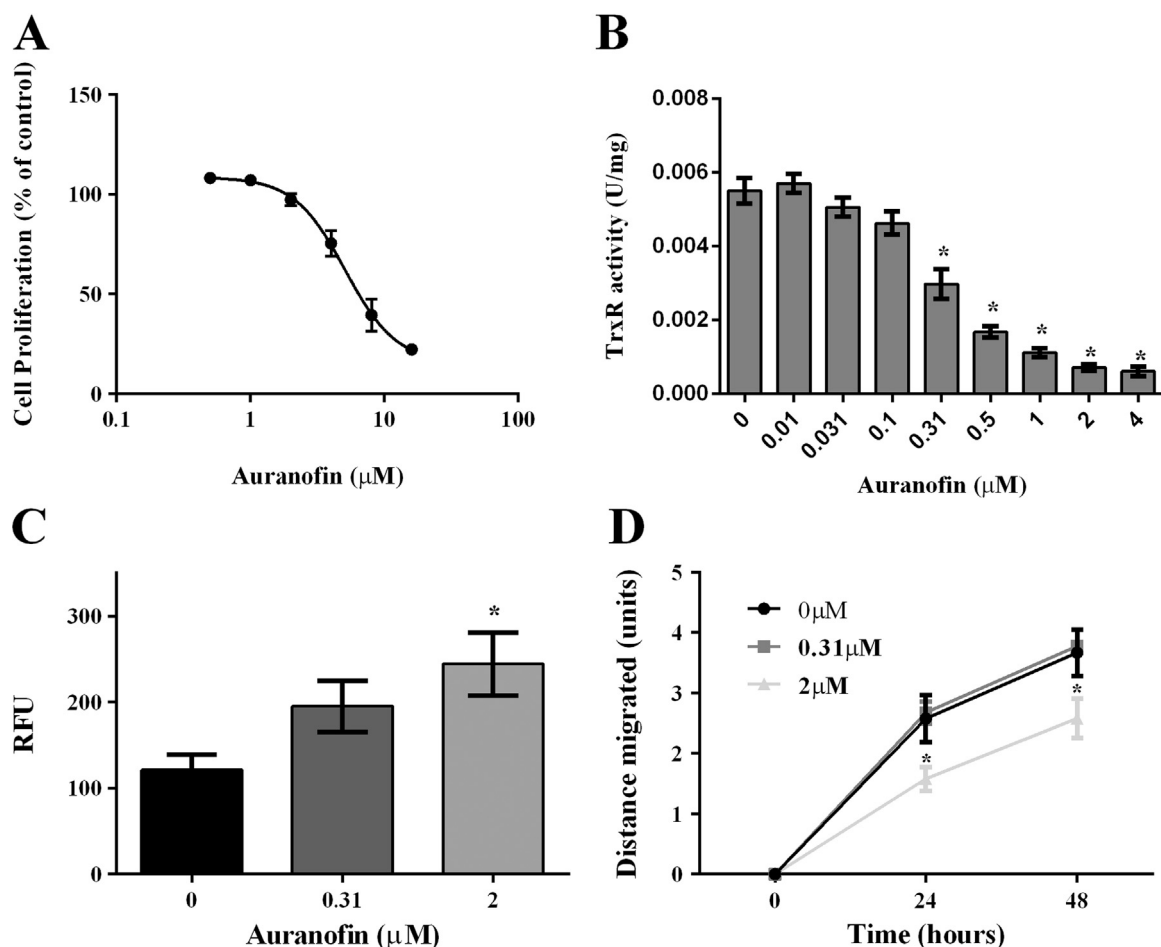 A
Cell Proliferation (% of control)
150
100
50
0
0.1 1 10 100
Auranofin (μM)
B
TrxR activity (U/mg)
0.008
0.006
0.004
0.002
0.000
* * * * *
0 0.01 0.031 0.1 0.31 0.5 1 2 4
Auranofin (μM)
C
RFU
300
200
100
0
*
0 0.31 2
Auranofin (μM)
D
Distance migrated (units)
5
4
3
2
1
0
0μM
0.31μM
2μM
* *
0 24 48
Time (hours)